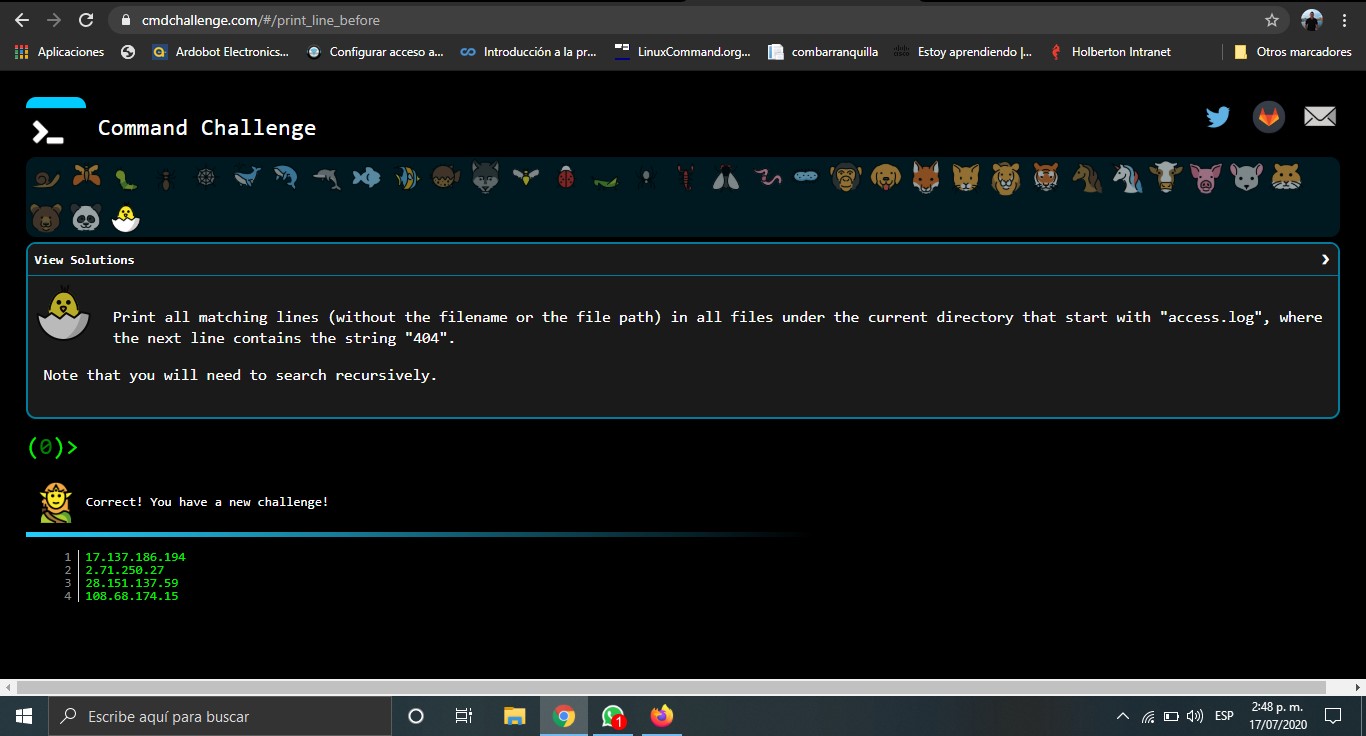 cmdchallenge.com/#/print_line_before
Aplicaciones
Ardobot Electronics...
Configurar acceso a...
Introducción a la pr...
LinuxCommand.org...
combarranquilla
Estoy aprendiendo |...
Holberton Intranet
Otros marcadores
Command Challenge
View Solutions
Print all matching lines (without the filename or the file path) in all files under the current directory that start with "access.log", where
the next line contains the string "404".
Note that you will need to search recursively.
(0)>
Correct! You have a new challenge!
1 17.137.186.194
2 2.71.250.27
3 28.151.137.59
4 108.68.174.15
Escribe aquí para buscar
1
ESP
2:48 p. m.
17/07/2020